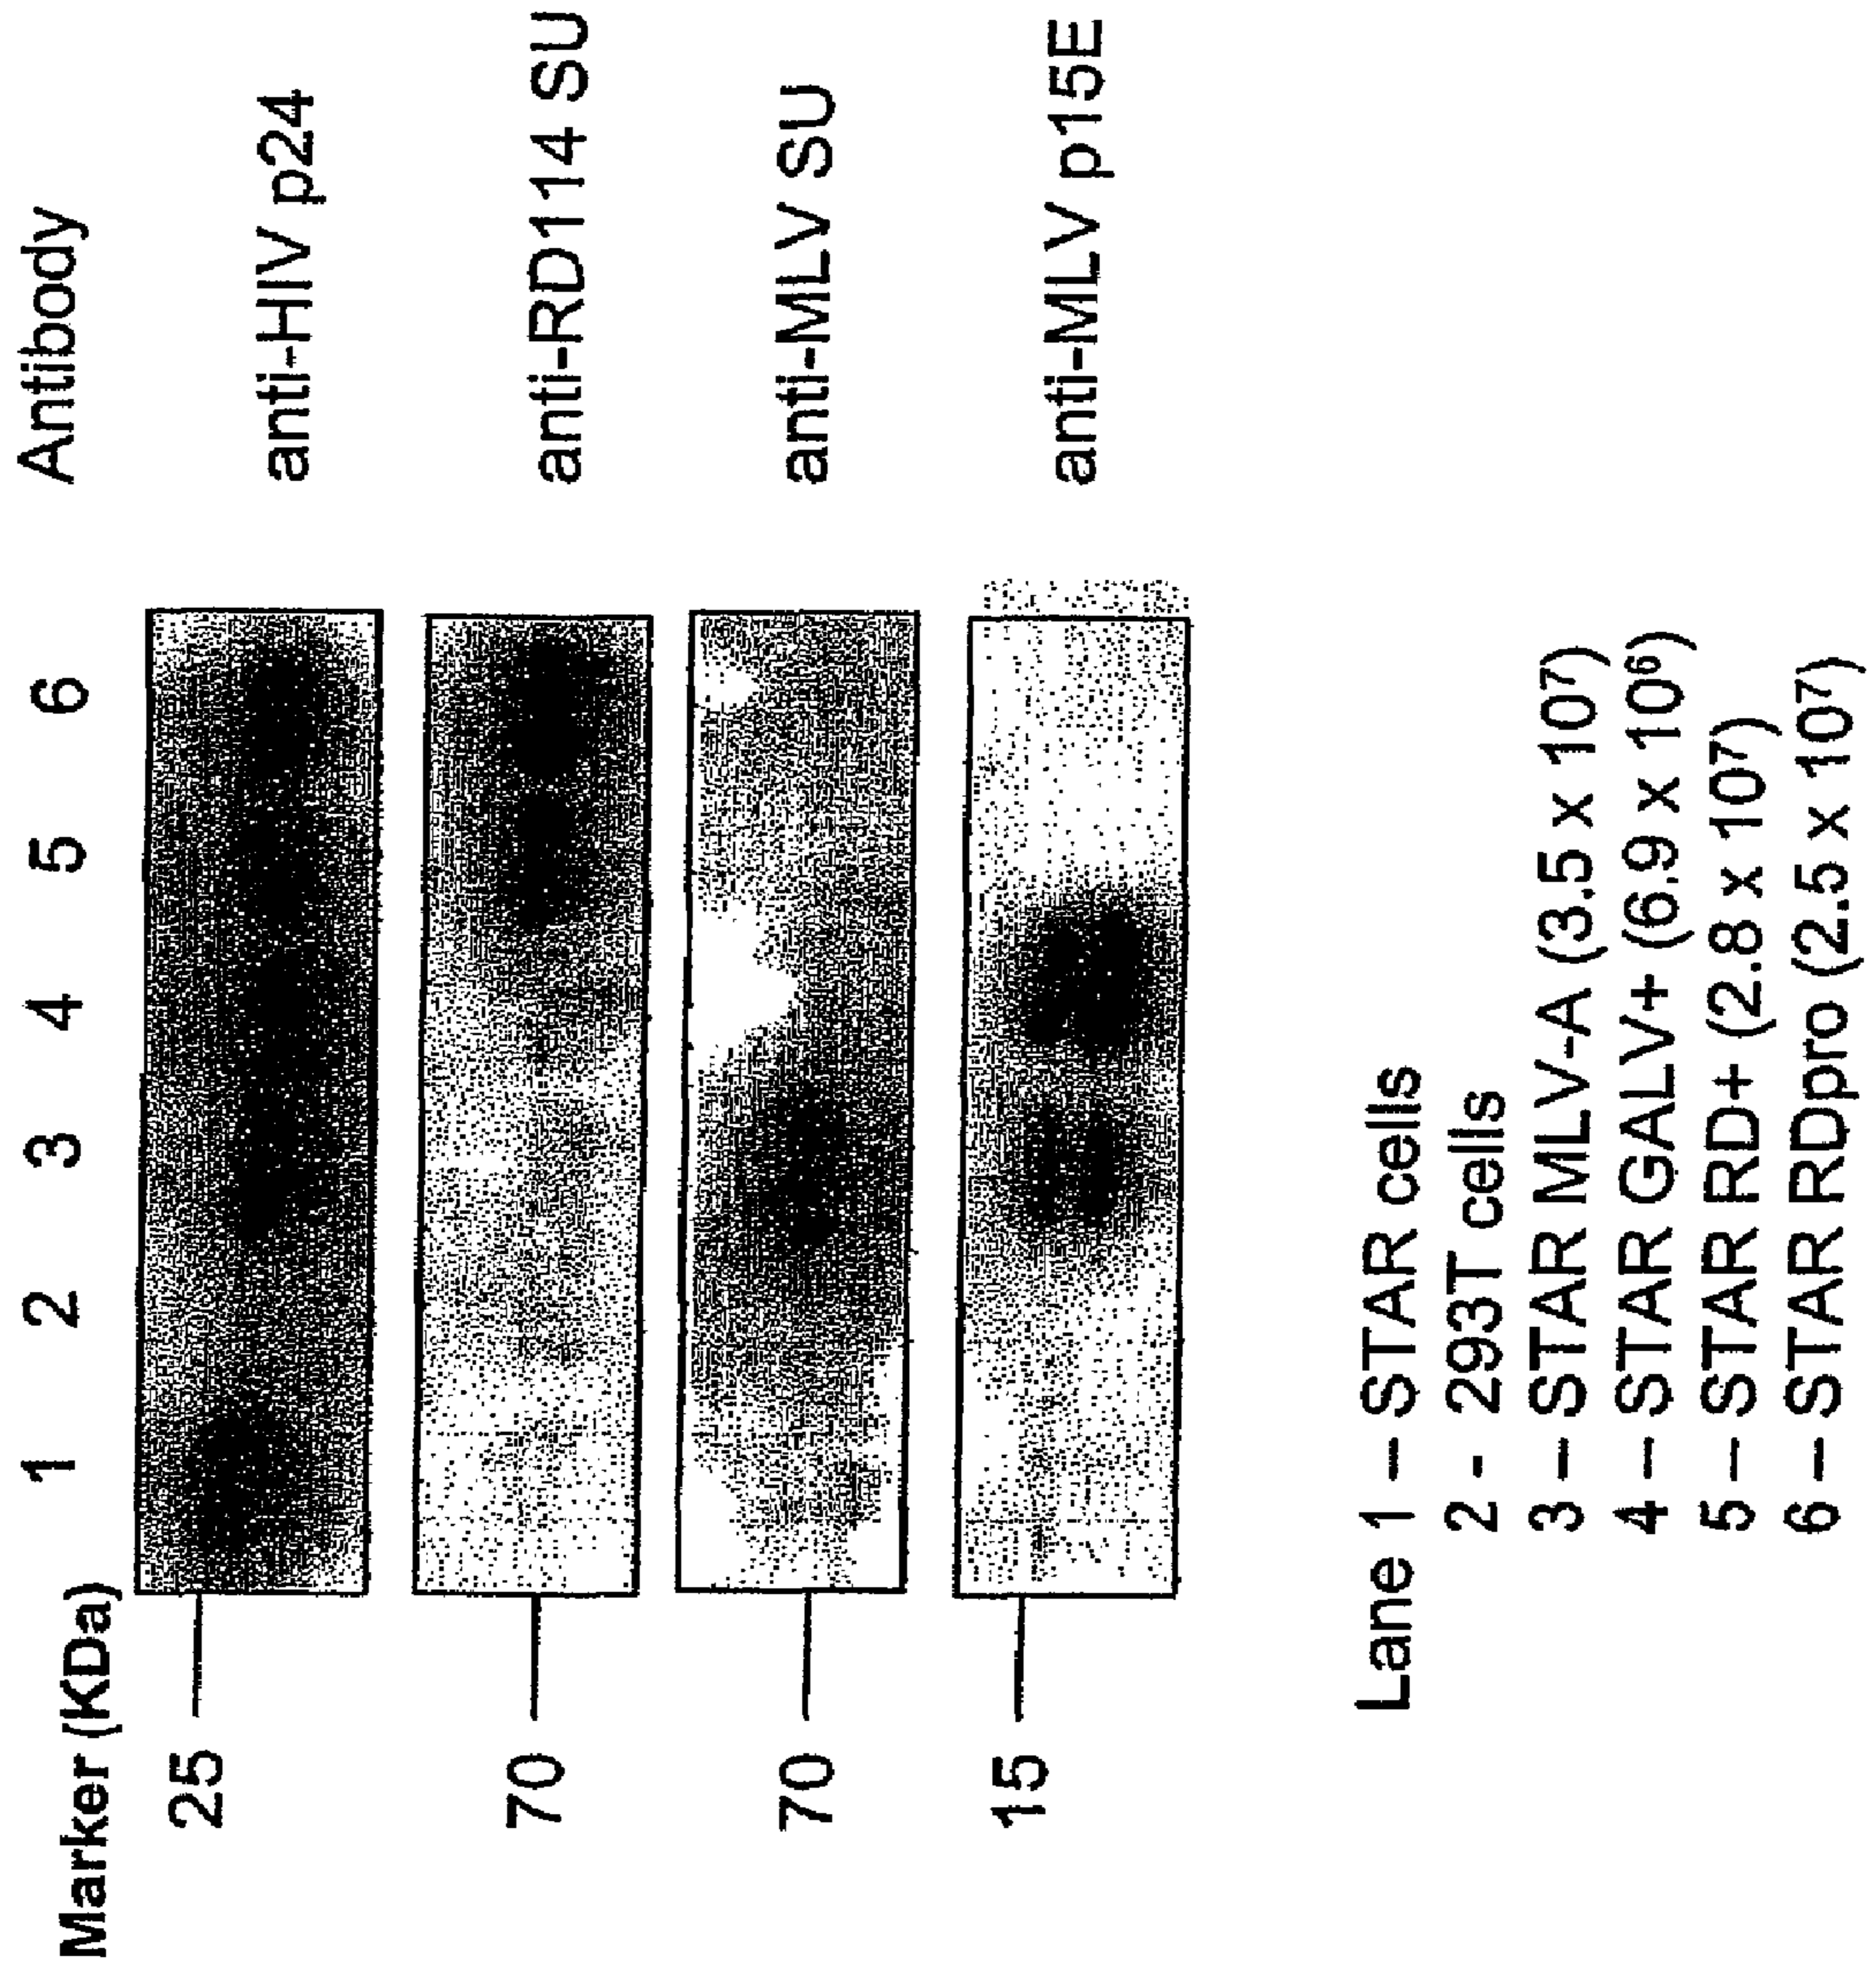 Marker (KDa) 1 2 3 4 5 6 Antibody
25 anti-HIV p24
70 anti-RD114 SU
70 anti-MLV SU
15 anti-MLV p15E
Lane 1 – STAR cells
2 - 293T cells
3 – STAR MLV-A (3.5 x 10⁷)
4 – STAR GALV+ (6.9 x 10⁶)
5 – STAR RD+ (2.8 x 10⁷)
6 – STAR RDpro (2.5 x 10⁷)